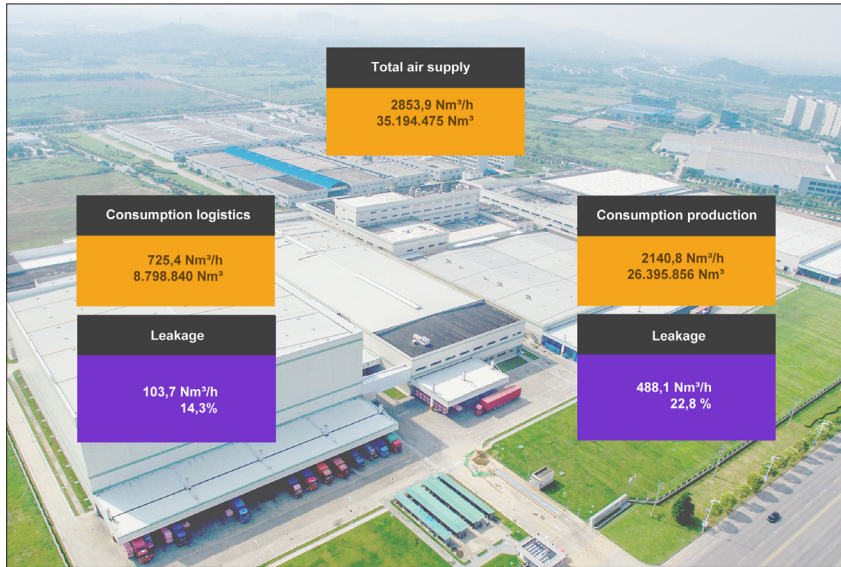 Total air supply
2853,9 Nm³/h
35.194.475 Nm³
Consumption logistics
725,4 Nm³/h
8.798.840 Nm³
Leakage
103,7 Nm³/h
14,3%
Consumption production
2140,8 Nm³/h
26.395.856 Nm³
Leakage
488,1 Nm³/h
22,8 %